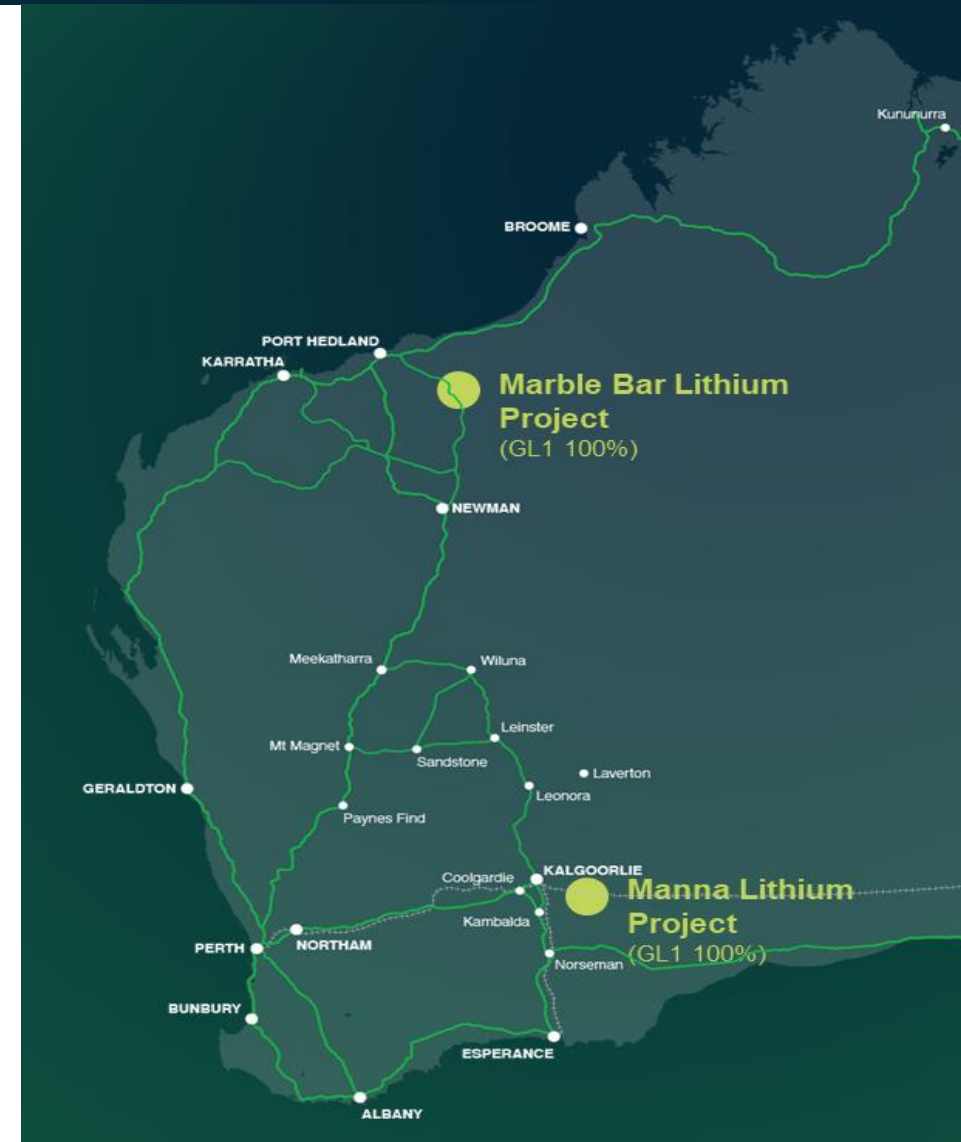 Kununurra
BROOME
PORT HEDLAND
KARRATHA
Marble Bar Lithium
Project
(GL1 100%)
NEWMAN
Meekatharra
Wiluna
Leinster
Mt Magnet
Sandstone
Laverton
GERALDTON
Leonora
Paynes Find
KALGOORLIE
Coolgardie
Manna Lithium
Project
(GL1 100%)
Kambalda
NORTHAM
PERTH
Norseman
BUNBURY
ESPERANCE
ALBANY